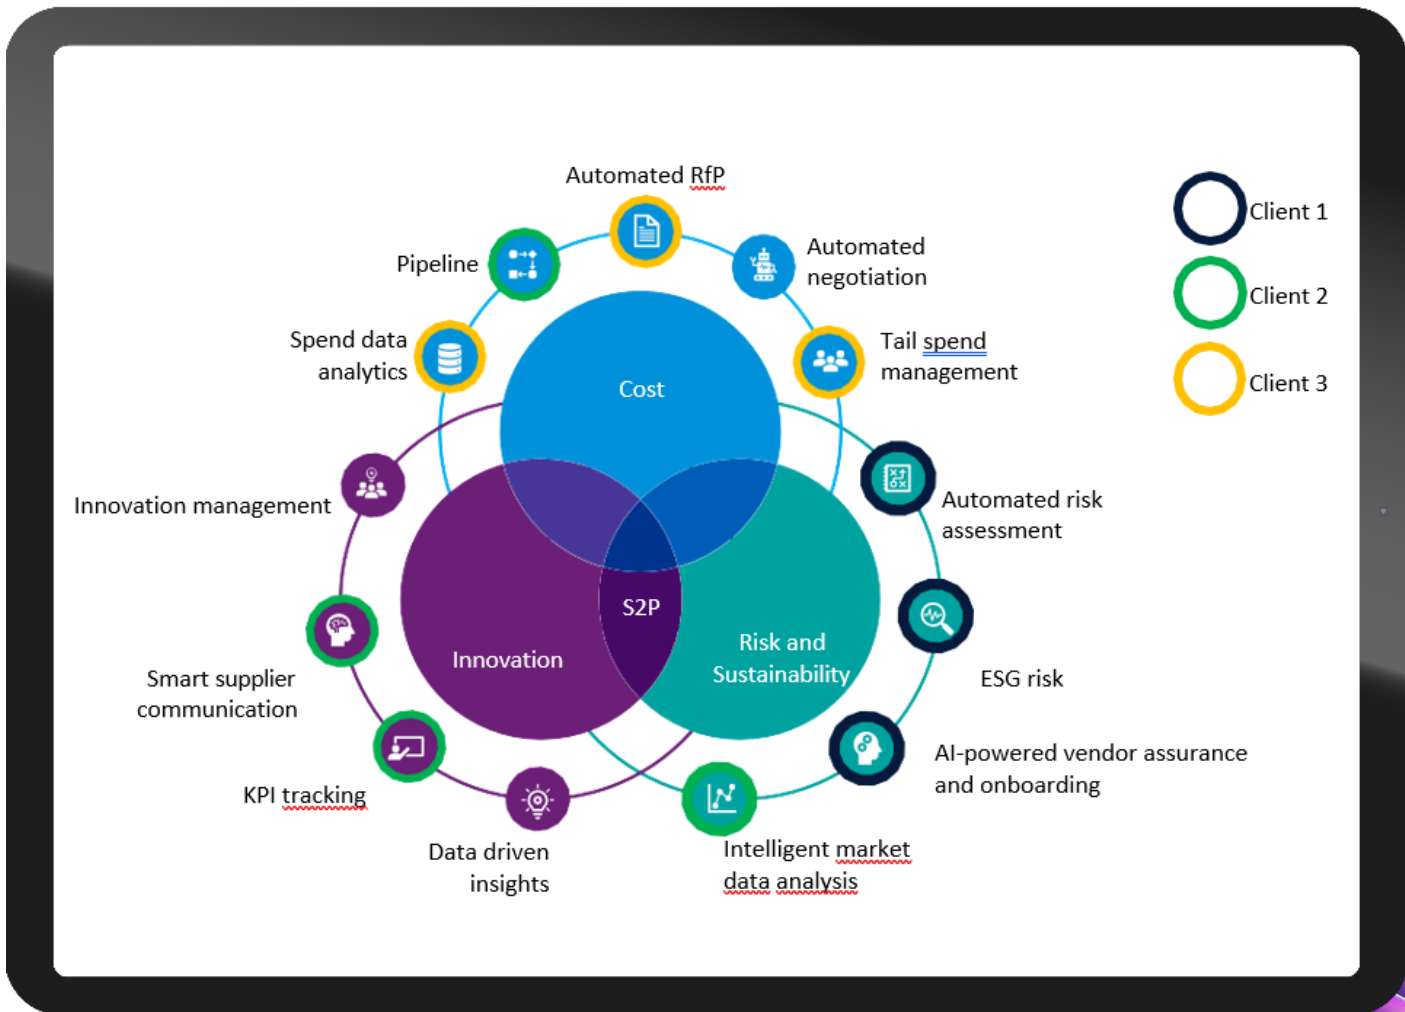 Automated RfP
Pipeline
Automated
negotiation
Spend data
analytics
Tail spend
management
Cost
Innovation management
Automated risk
assessment
S2P
Innovation
Risk and
Sustainability
Smart supplier
communication
ESG risk
KPI tracking
AI-powered vendor assurance
and onboarding
Data driven
insights
Intelligent market
data analysis
Client 1
Client 2
Client 3